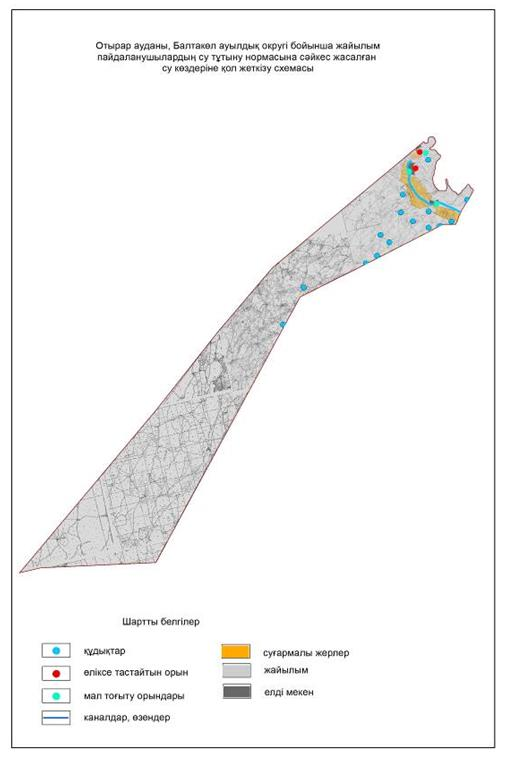 Отырар ауданы, Балтакөл ауылдық округі бойынша жайылым
пайдаланушылардың су тұтыну нормасына сәйкес жасалған
су көздеріне қол жеткізу схемасы
Шартты белгілер
құдықтар
өліксе тастайтын орын
мал тоғыту орындары
каналдар, өзендер
суғармалы жерлер
жайылым
елді мекен